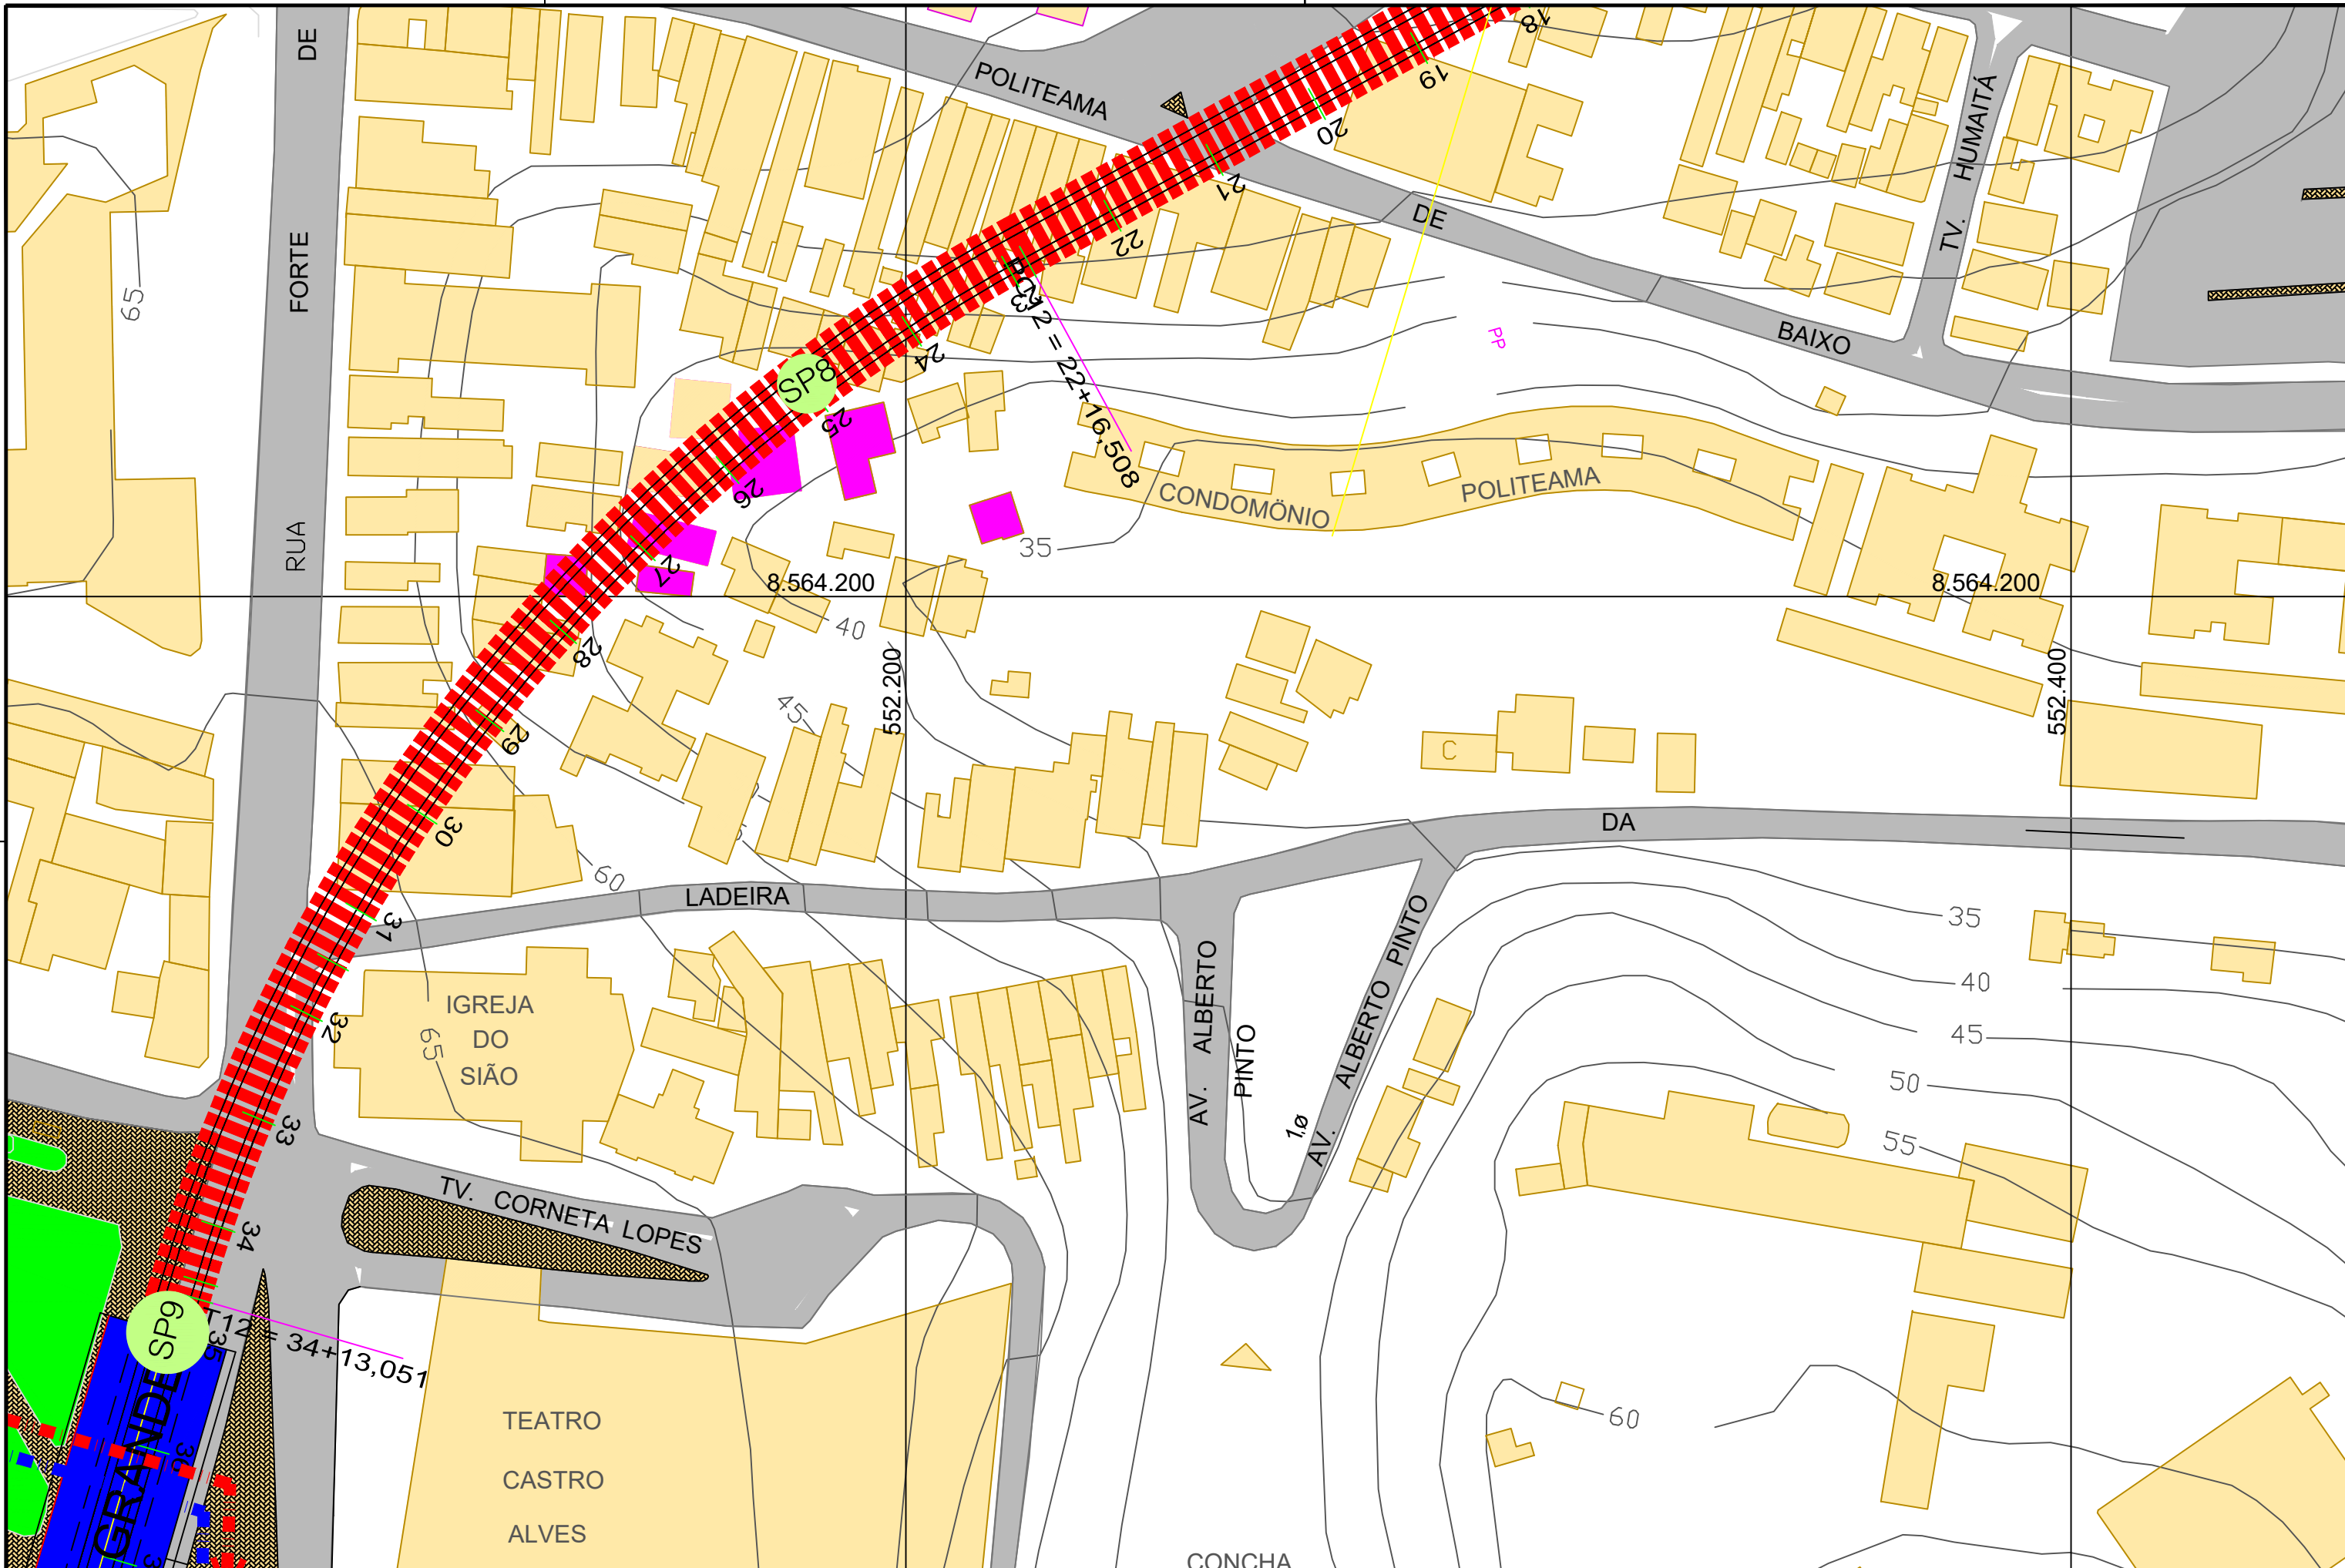 DE
FORTE
RUA
65
POLITEAMA
DE
BAIXO
TV. HUMAITÁ
18
19
20
21
22
23
24
25
26
27
28
29
30
31
32
33
34
35
36
SP8
= 22+16,508
PP
CONDOMÖNIO
POLITEAMA
35
8.564.200
8.564.200
40
45
552.200
552.400
C
60
DA
LADEIRA
IGREJA
DO
SIÃO
65
AV. ALBERTO
PINTO
AV. ALBERTO PINTO
1ø
35
40
45
50
55
60
TV. CORNETA LOPES
SP9
T12 = 34+13,051
GRANDE
TEATRO
CASTRO
ALVES
CONCHA